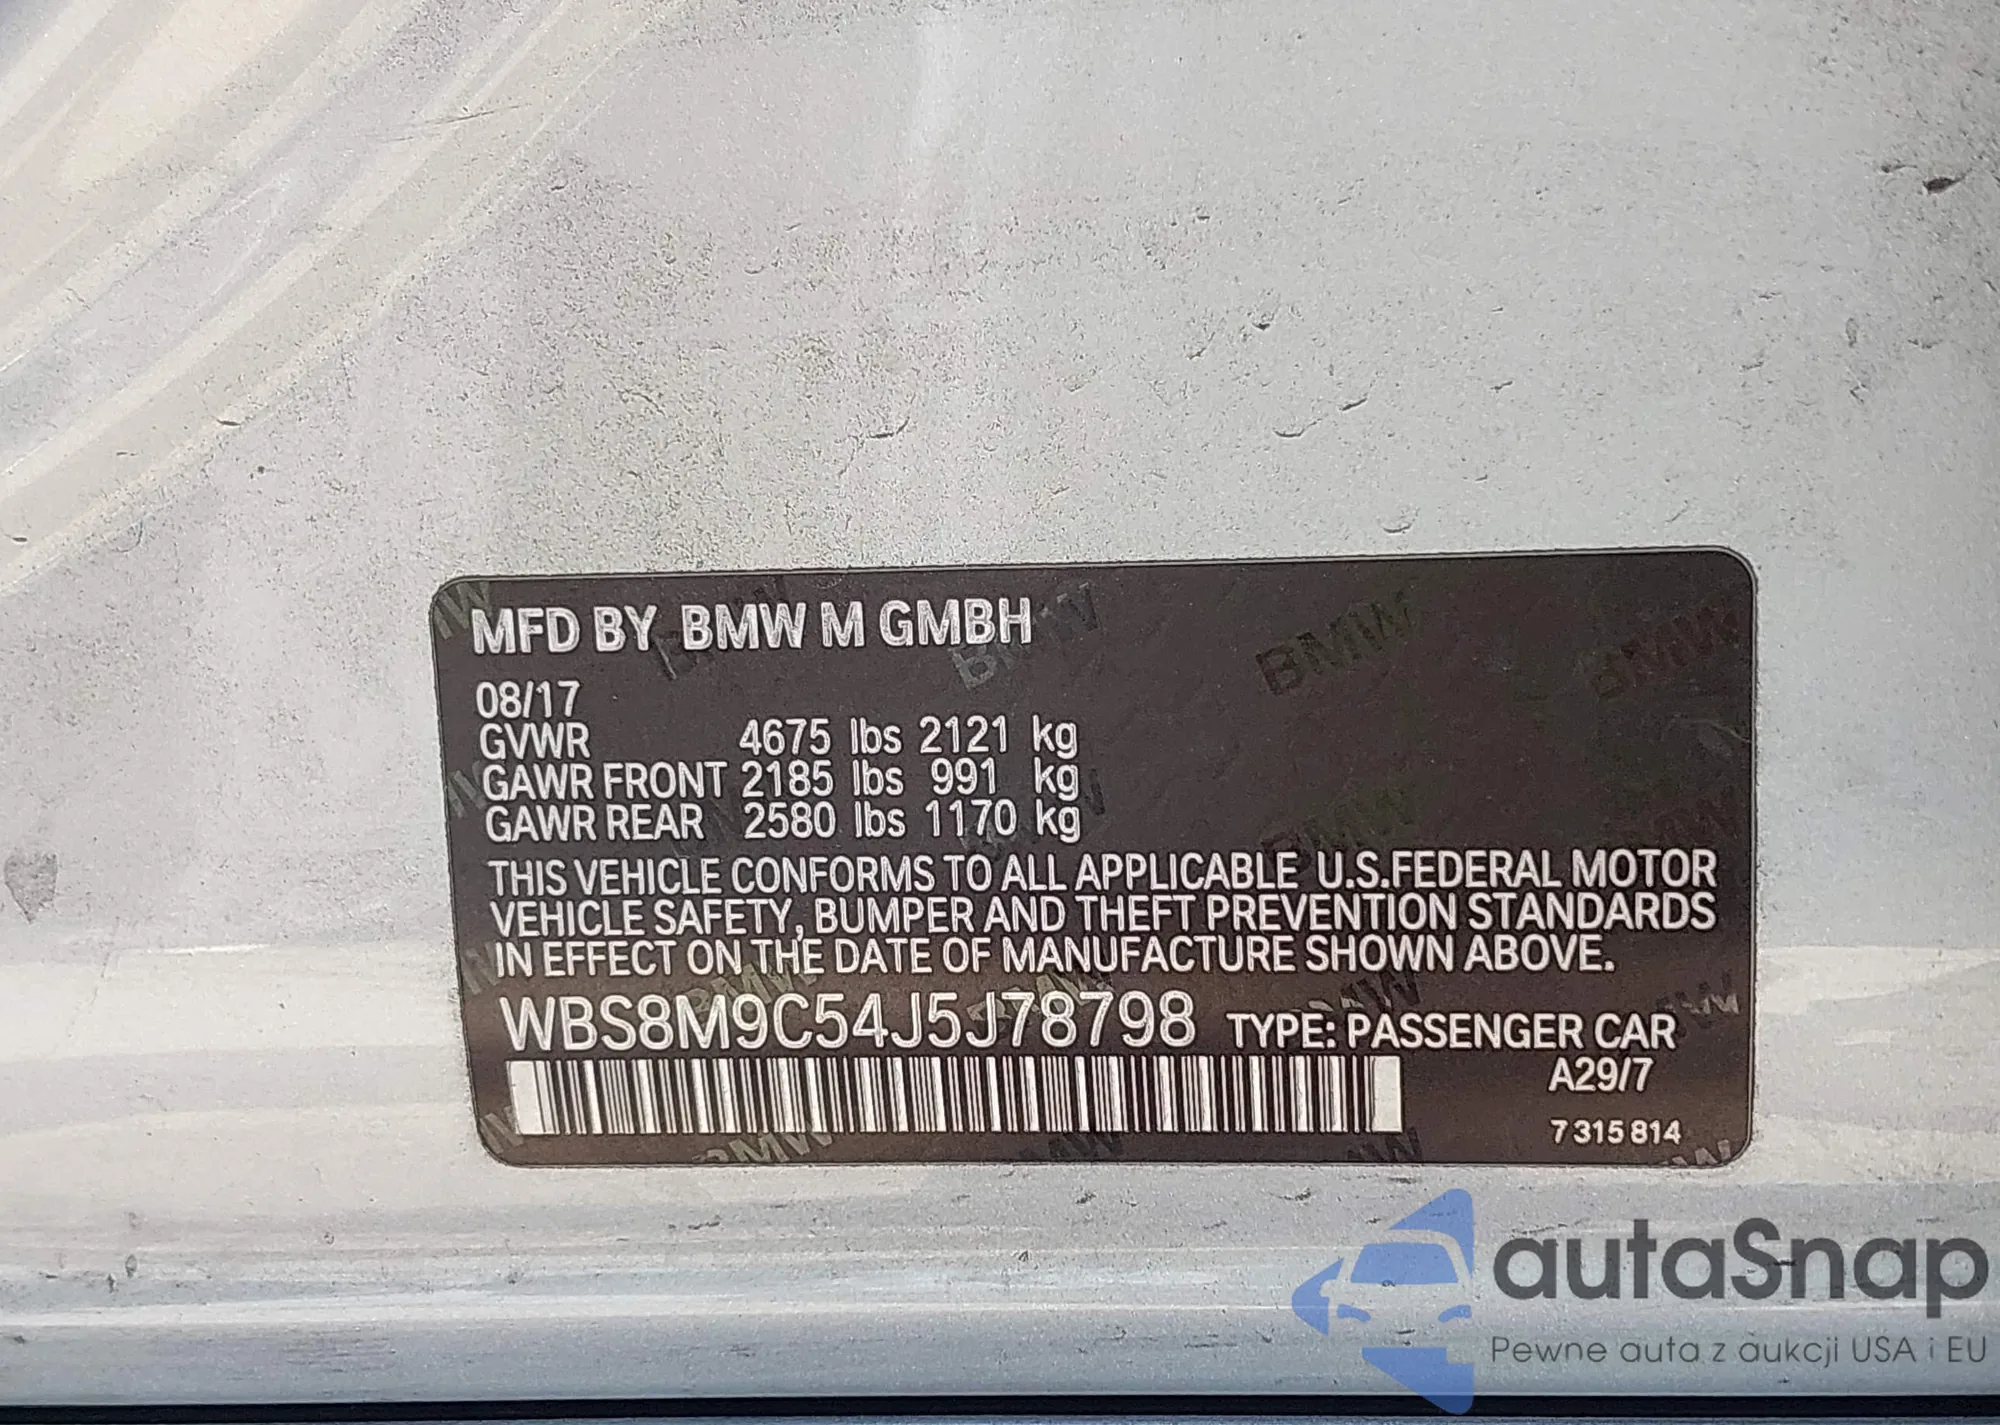 MFD BY BMW M GMBH
08/17
GVWR 4675 lbs 2121 kg
GAWR FRONT 2185 lbs 991 kg
GAWR REAR 2580 lbs 1170 kg
THIS VEHICLE CONFORMS TO ALL APPLICABLE U.S.FEDERAL MOTOR
VEHICLE SAFETY, BUMPER AND THEFT PREVENTION STANDARDS
IN EFFECT ON THE DATE OF MANUFACTURE SHOWN ABOVE.
WBS8M9C54J5J78798 TYPE: PASSENGER CAR
A29/7
7315814
autaSnap
Pewne auta z aukcji USA i EU